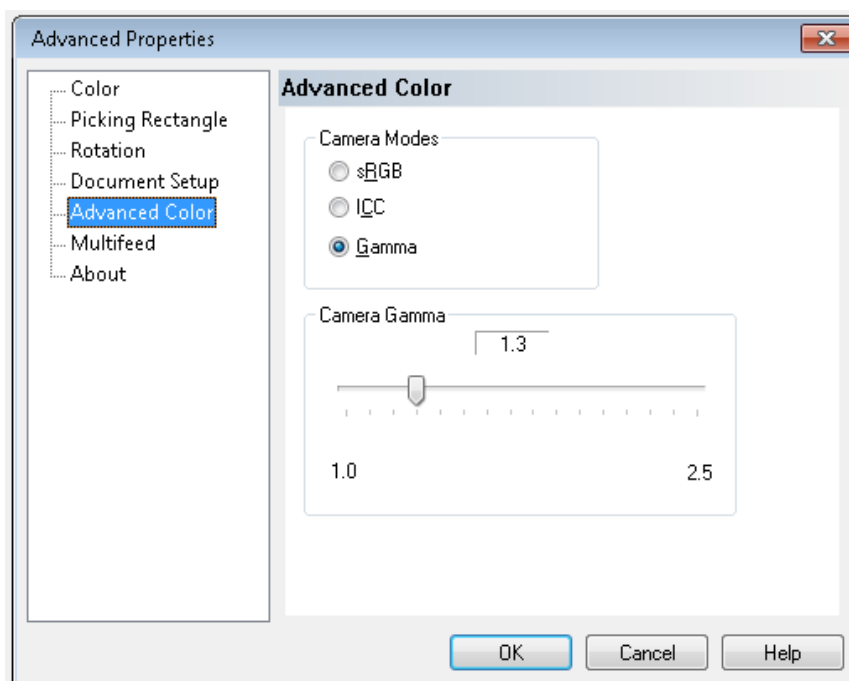 Advanced Properties
Color
Picking Rectangle
Rotation
Document Setup
Advanced Color
Multifeed
About
Advanced Color
Camera Modes
sRGB
ICC
Gamma
Camera Gamma
1.3
1.0 2.5
OK Cancel Help